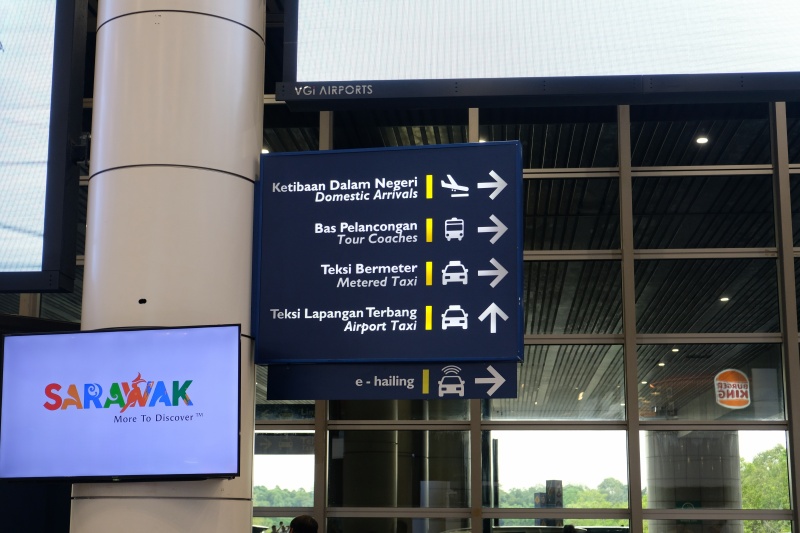 VGI AIRPORTS
Ketibaan Dalam Negeri
Domestic Arrivals
Bas Pelancongan
Tour Coaches
Teksi Bermeter
Metered Taxi
Teksi Lapangan Terbang
Airport Taxi
e - hailing
SARAWAK
More To Discover™
BURGER
KING